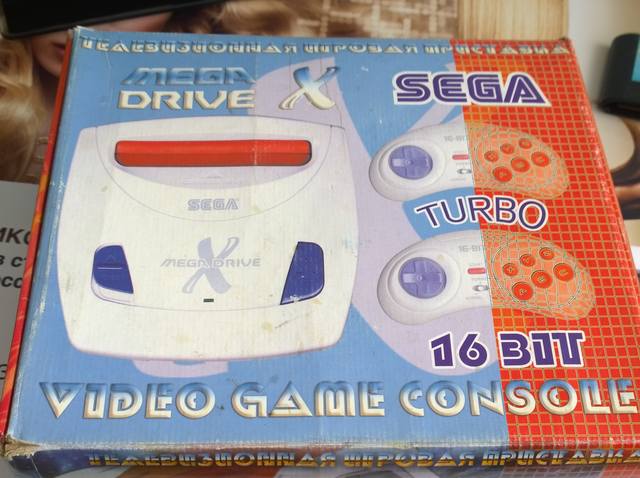 ТЕЛЕВИЗИОННАЯ ИГРОВАЯ ПРИСТАВКА
MEGA DRIVE X
SEGA
16-BIT
SEGA
TURBO
MEGA DRIVE
X
16-BIT
16 BIT
VIDEO GAME CONSOLE
ТЕЛЕВИЗИОННАЯ ИГРОВАЯ ПРИСТАВКА